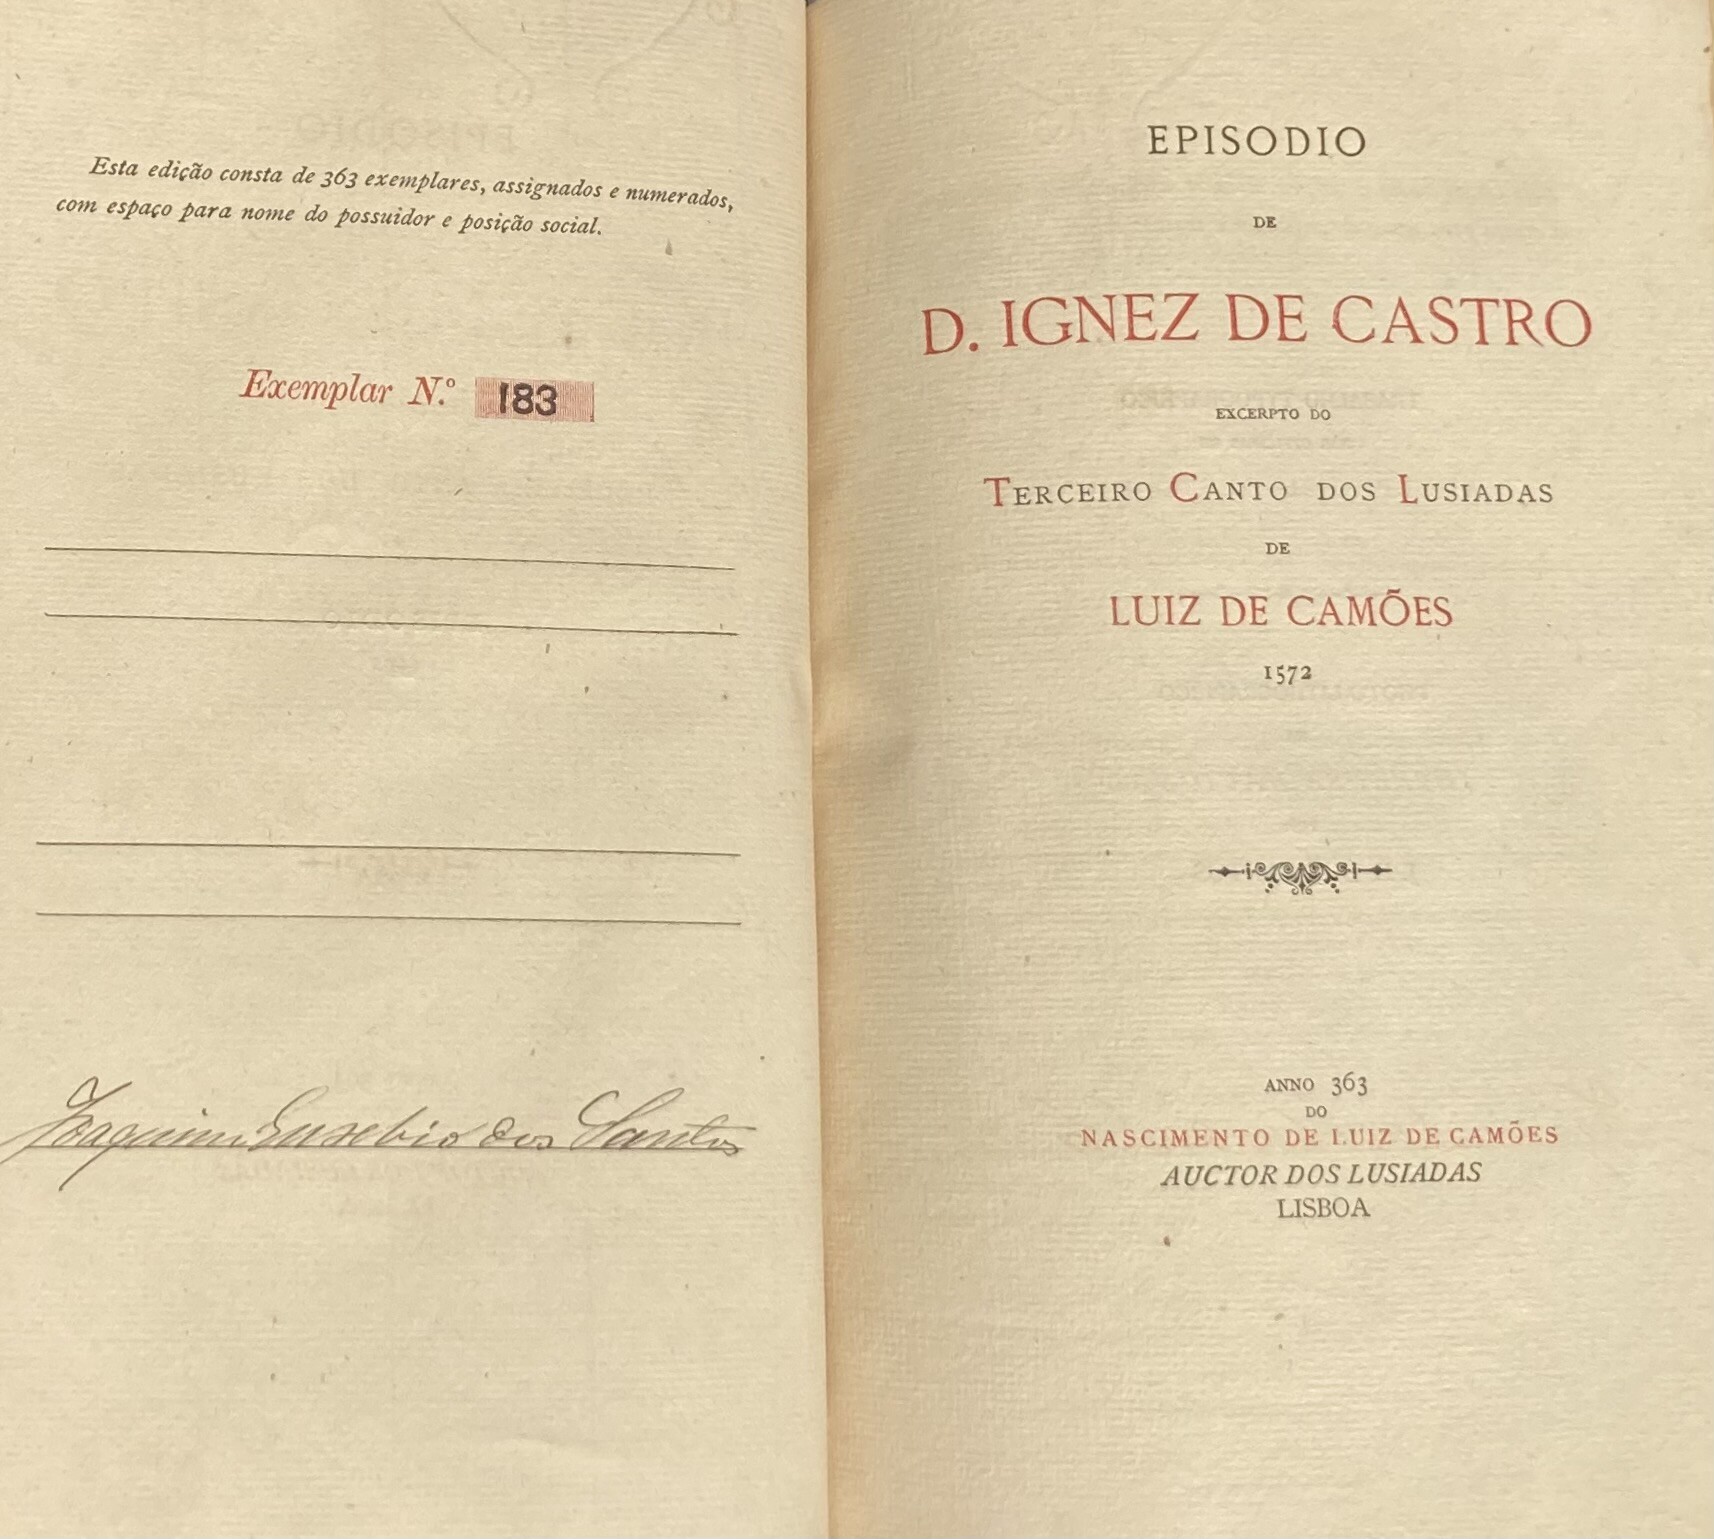 Esta edição consta de 363 exemplares, assignados e numerados,
com espaço para nome do possuidor e posição social.
Exemplar N.º 183
Joaquim Eusebio dos Santos
EPISODIO
DE
D. IGNEZ DE CASTRO
EXCERPTO DO
TERCEIRO CANTO DOS LUSIADAS
DE
LUIZ DE CAMÕES
1572
ANNO 363
DO
NASCIMENTO DE LUIZ DE CAMÕES
AUCTOR DOS LUSIADAS
LISBOA